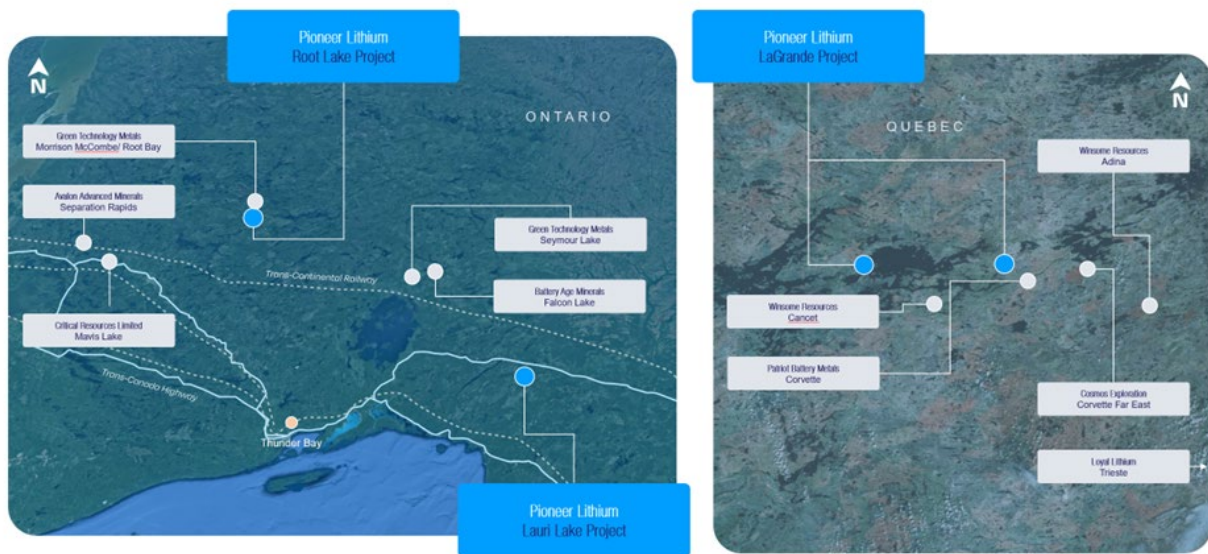 Pioneer Lithium
Root Lake Project
N
ONTARIO
Green Technology Metals
Morrison McCombe/ Root Bay
Avalon Advanced Minerals
Separation Rapids
Green Technology Metals
Seymour Lake
Trans-Continental Railway
Battery Age Minerals
Falcon Lake
Critical Resources Limited
Mavis Lake
Trans-Canada Highway
Thunder Bay
Pioneer Lithium
Lauri Lake Project
Pioneer Lithium
LaGrande Project
N
QUEBEC
Winsome Resources
Adina
Winsome Resources
Cancet
Patriot Battery Metals
Corvette
Cosmos Exploration
Corvette Far East
Loyal Lithium
Trieste